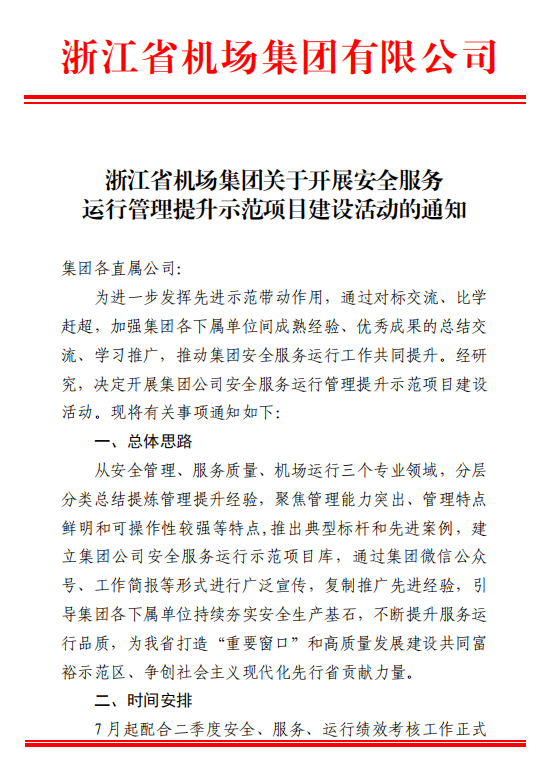 浙江省机场集团有限公司
浙江省机场集团关于开展安全服务
运行管理提升示范项目建设活动的通知
集团各直属公司：
为进一步发挥先进示范带动作用，通过对标交流、比学
赶超，加强集团各下属单位间成熟经验、优秀成果的总结交
流、学习推广，推动集团安全服务运行工作共同提升。经研
究，决定开展集团公司安全服务运行管理提升示范项目建设
活动。现将有关事项通知如下：
一、总体思路
从安全管理、服务质量、机场运行三个专业领域，分层
分类总结提炼管理提升经验，聚焦管理能力突出、管理特点
鲜明和可操作性较强等特点,推出典型标杆和先进案例，建
立集团公司安全服务运行示范项目库，通过集团微信公众
号、工作简报等形式进行广泛宣传，复制推广先进经验，引
导集团各下属单位持续夯实安全生产基石，不断提升服务运
行品质，为我省打造“重要窗口”和高质量发展建设共同富
裕示范区、争创社会主义现代化先行省贡献力量。
二、时间安排
7 月起配合二季度安全、服务、运行绩效考核工作正式